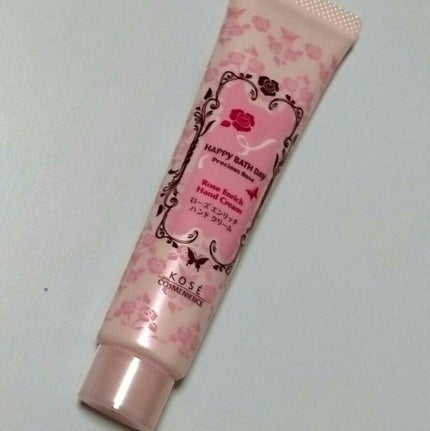 HAPPY BATH DAY
Precious Rose
Rose Enrich
Hand Cream
ローズ エンリッチ
ハンド クリーム
KOSÉ
COSMENIENCE